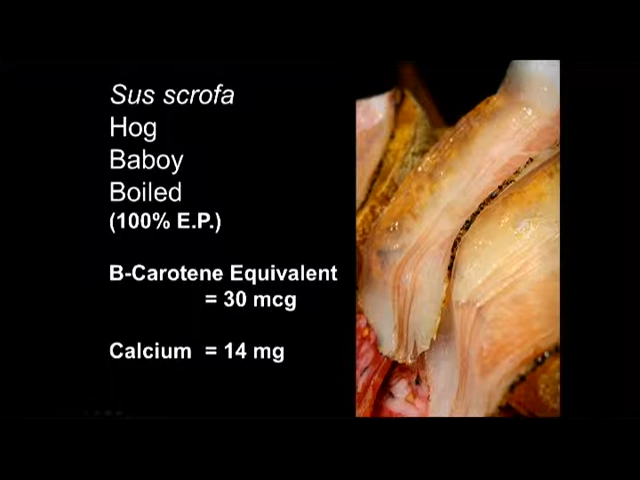 Sus scrofa
Hog
Baboy
Boiled
(100% E.P.)
B-Carotene Equivalent
= 30 mcg
Calcium = 14 mg